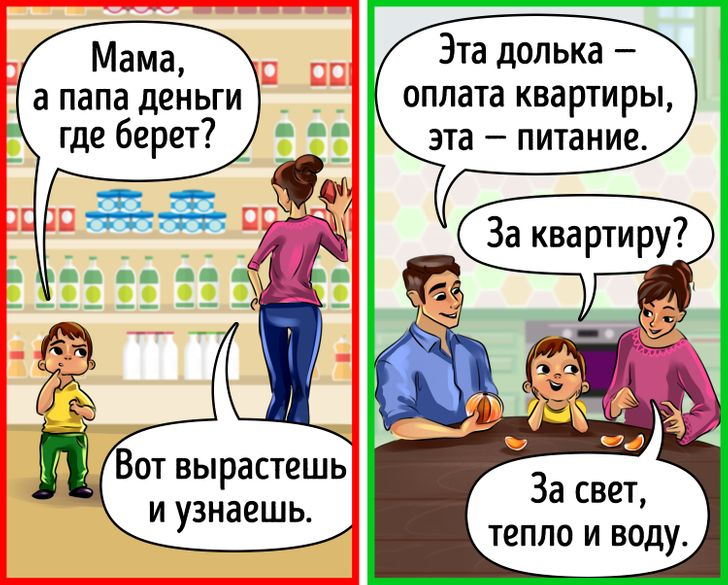 Мама,
а папа деньги
где берет?
Вот вырастешь
и узнаешь.
Эта долька –
оплата квартиры,
эта – питание.
За квартиру?
За свет,
тепло и воду.